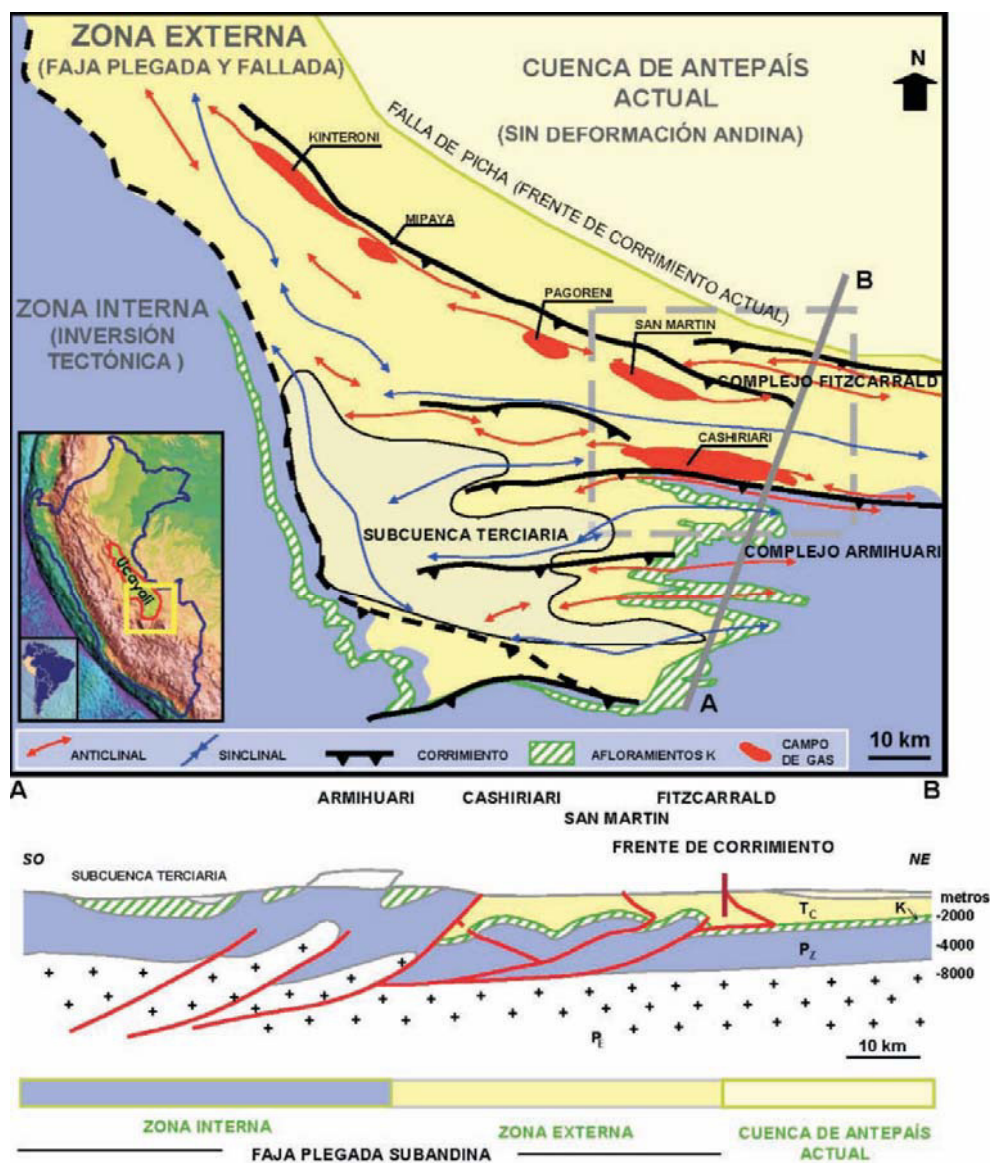 ZONA EXTERNA
(FAJA PLEGADA Y FALLADA)
CUENCA DE ANTEPAÍS
ACTUAL
(SIN DEFORMACIÓN ANDINA)
N
FALLA DE PICHA (FRENTE DE CORRIMIENTO ACTUAL)
KINTERONI
MIPAYA
ZONA INTERNA
(INVERSIÓN
TECTÓNICA )
PAGORENI
SAN MARTIN
B
COMPLEJO FITZCARRALD
CASHIRIARI
SUBCUENCA TERCIARIA
COMPLEJO ARMIHUARI
Ucayali
A
10 km
ANTICLINAL
SINCLINAL
CORRIMIENTO
AFLORAMIENTOS K
CAMPO
DE GAS
A
B
ARMIHUARI
CASHIRIARI
FITZCARRALD
SAN MARTIN
FRENTE DE CORRIMIENTO
SO
NE
SUBCUENCA TERCIARIA
metros
TC
K
-2000
-4000
PZ
-8000
10 km
ZONA INTERNA
ZONA EXTERNA
CUENCA DE ANTEPAÍS
ACTUAL
FAJA PLEGADA SUBANDINA